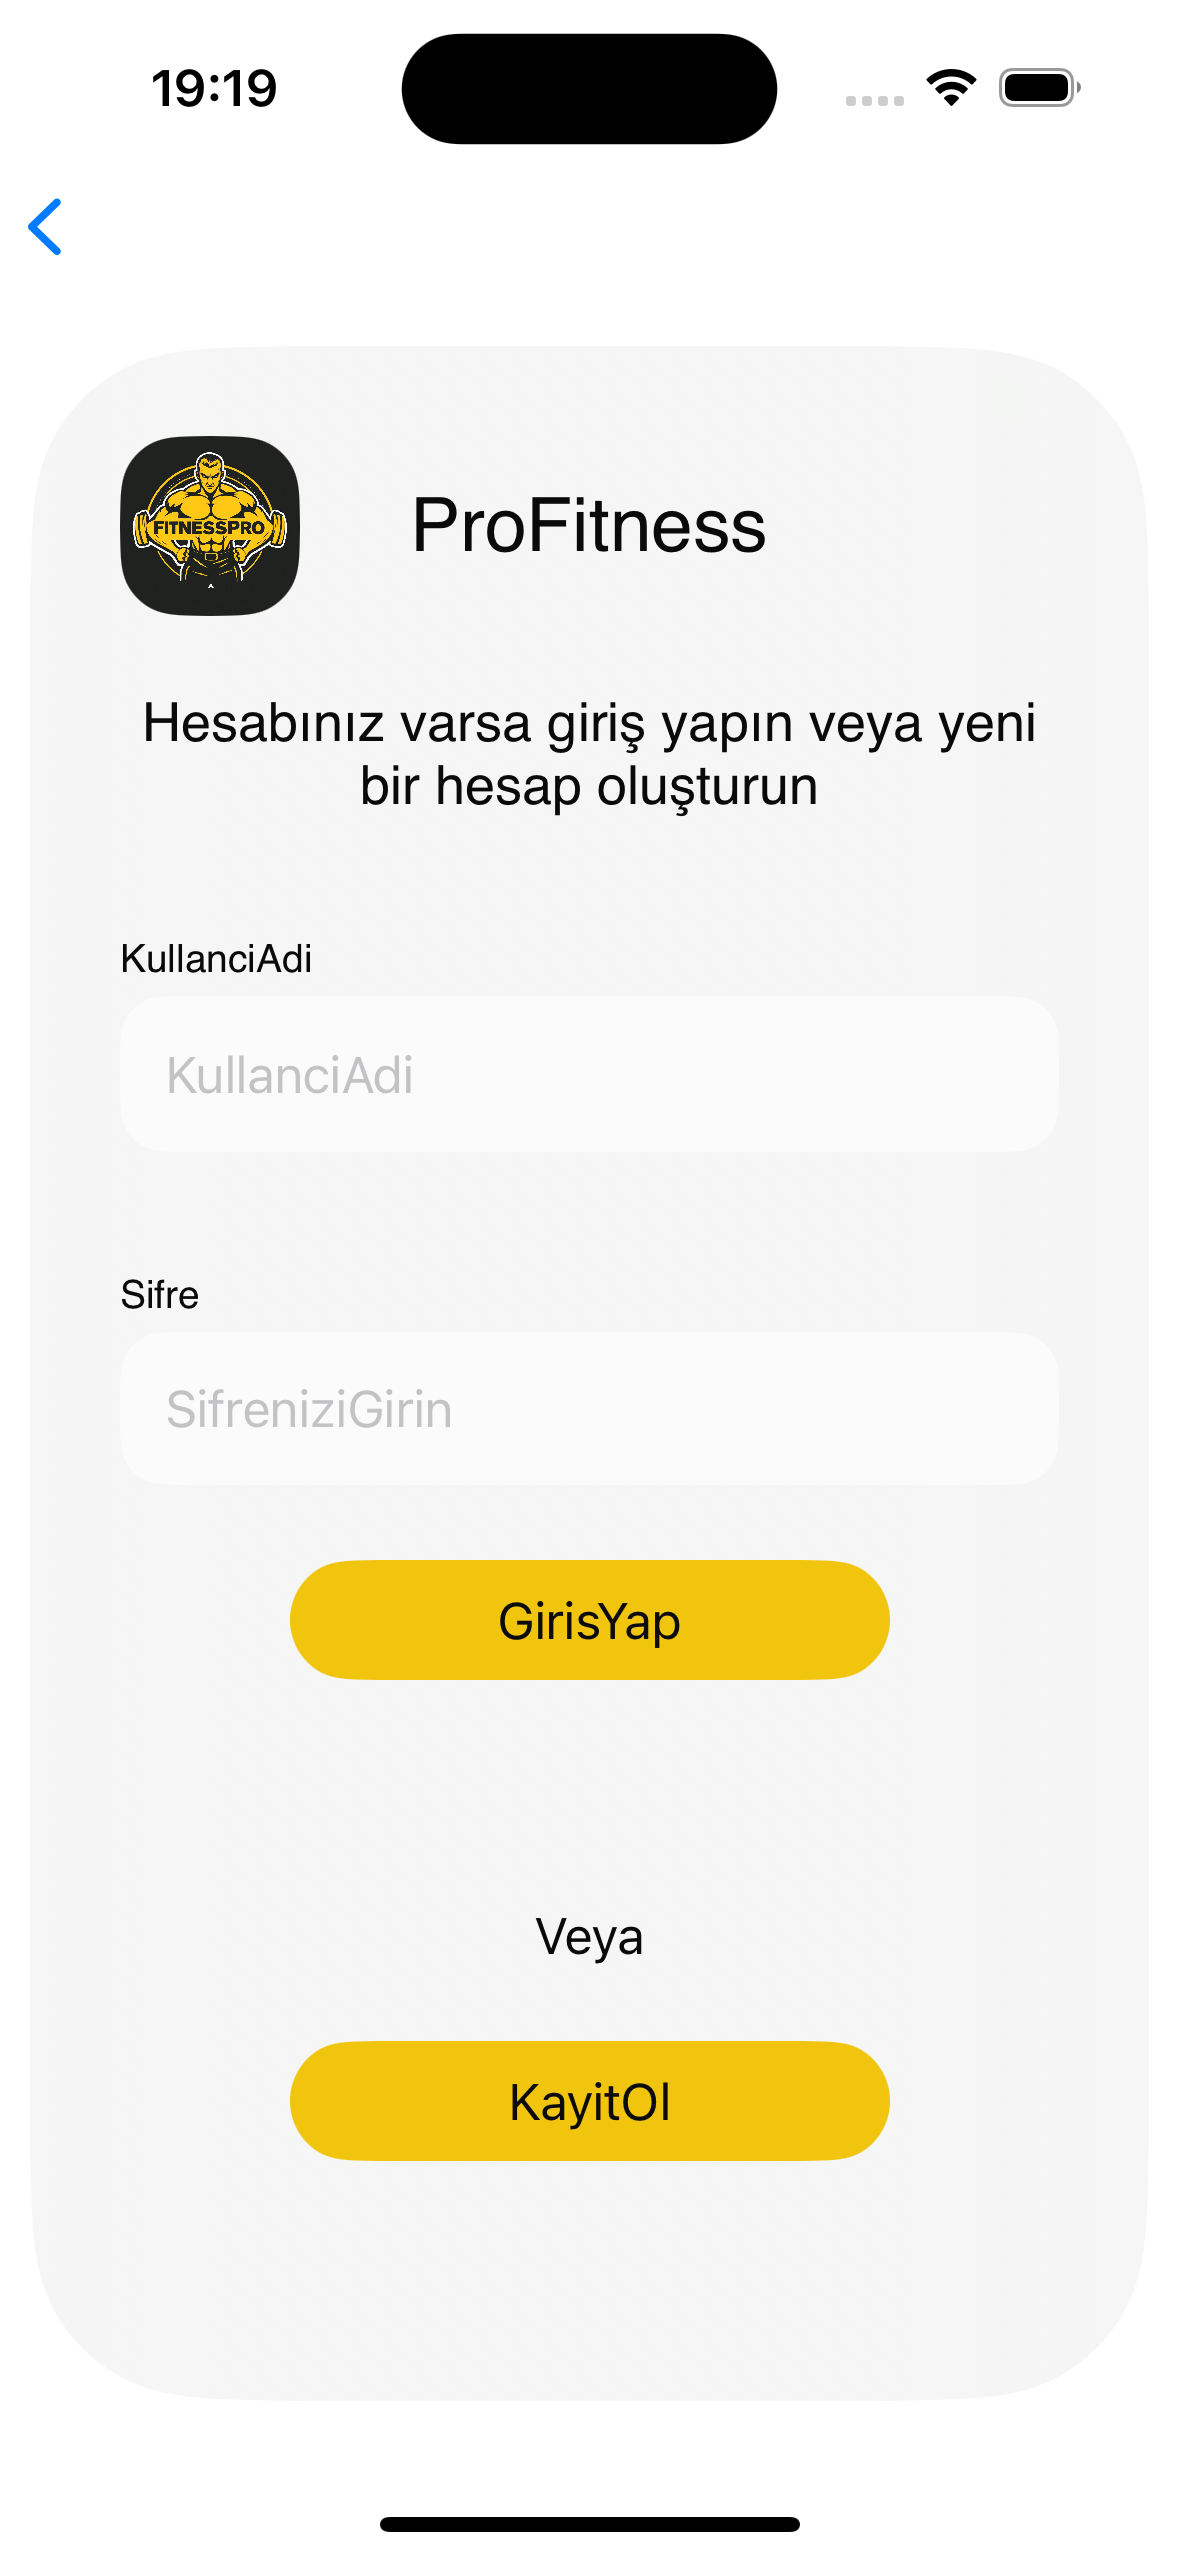 19:19
FITNESSPRO
ProFitness
Hesabınız varsa giriş yapın veya yeni
bir hesap oluşturun
KullanciAdi
KullanciAdi
Sifre
SifreniziGirin
GirisYap
Veya
KayitOl